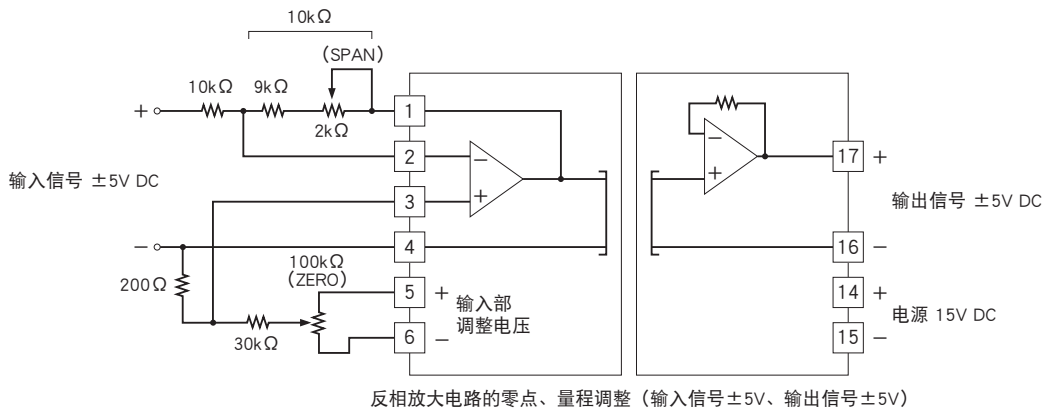 10kΩ
(SPAN)
10kΩ
9kΩ
2kΩ
+
1
2
3
4
5
6
−
+
−
输入信号 ±5V DC
200Ω
100kΩ
(ZERO)
30kΩ
+
−
输入部
调整电压
−
+
17
+
输出信号 ±5V DC
16
−
14
+
电源 15V DC
15
−
反相放大电路的零点、量程调整（输入信号±5V、输出信号±5V）